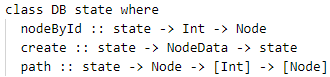 class DB state where
  nodeById :: state -> Int -> Node
  create :: state -> NodeData -> state
  path :: state -> Node -> [Int] -> [Node]